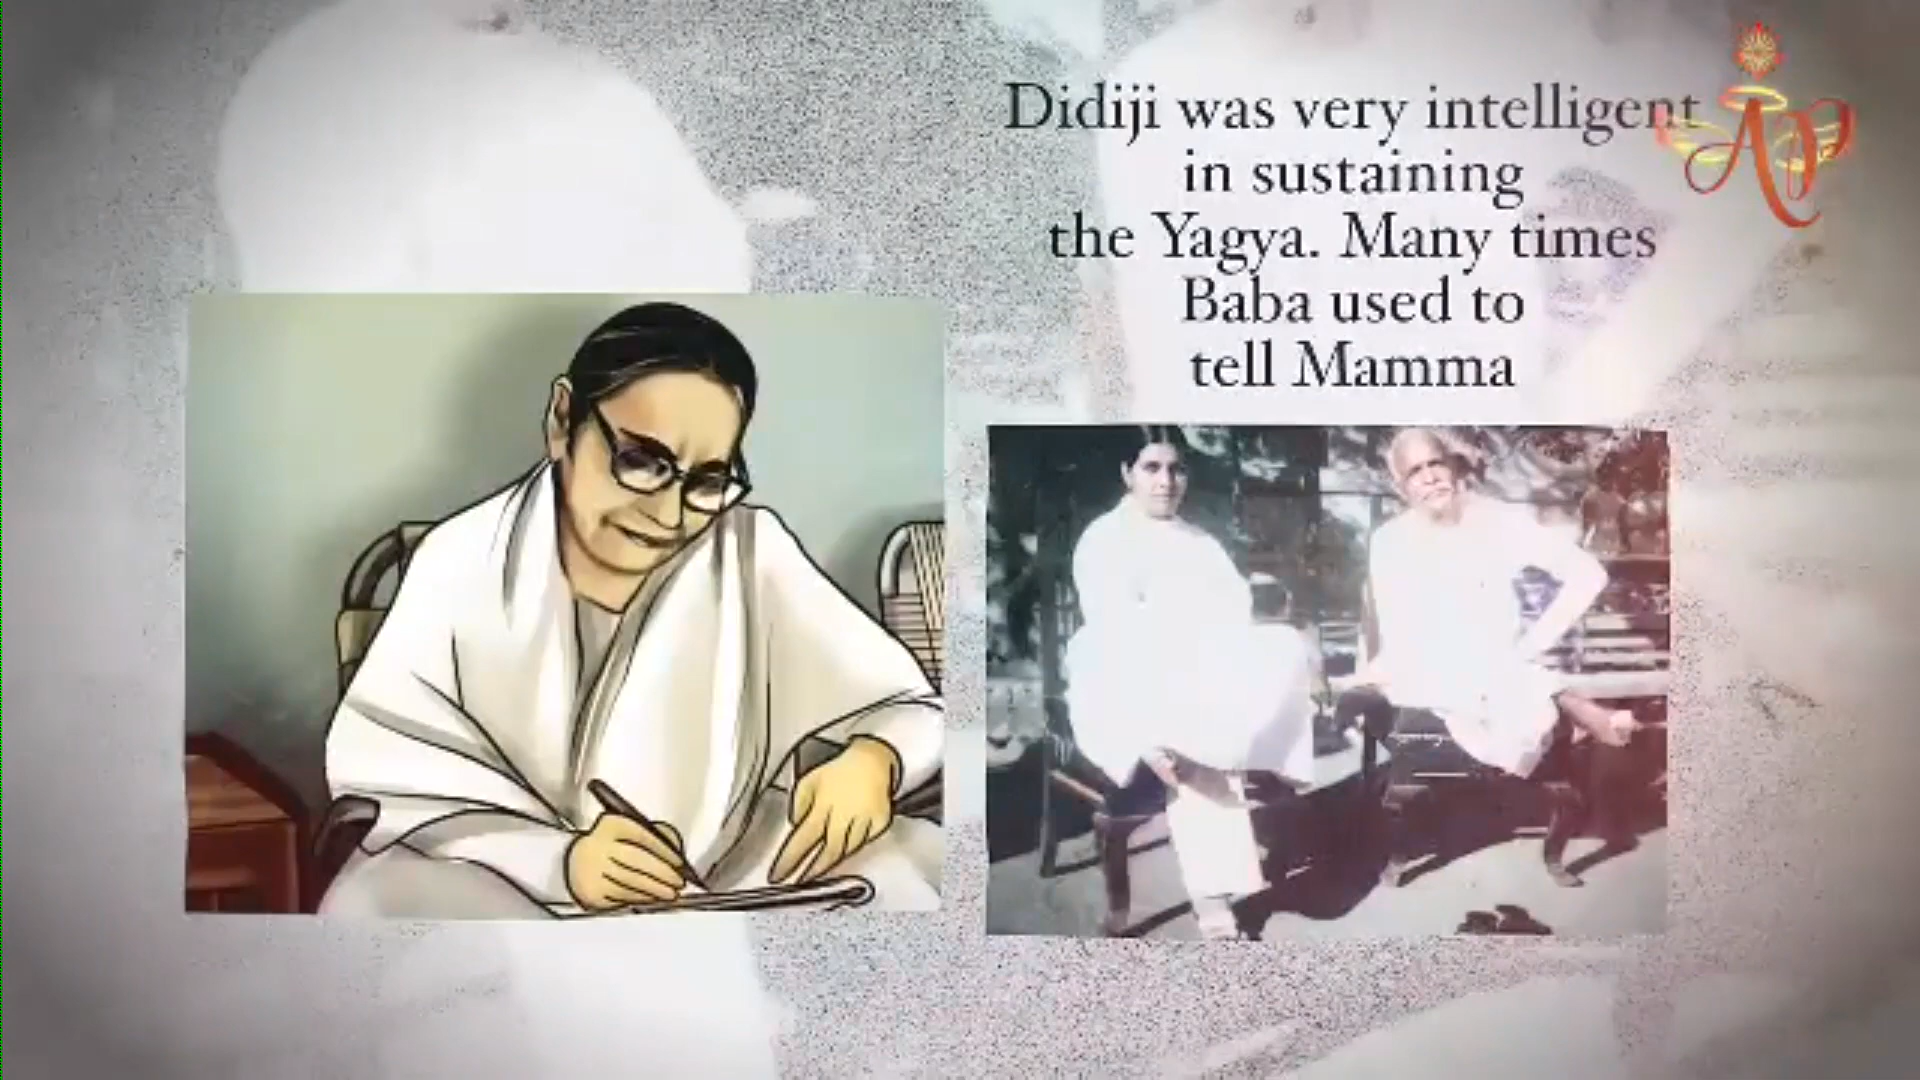 Didiji was very intelligent
in sustaining
the Yagya. Many times
Baba used to
tell Mamma